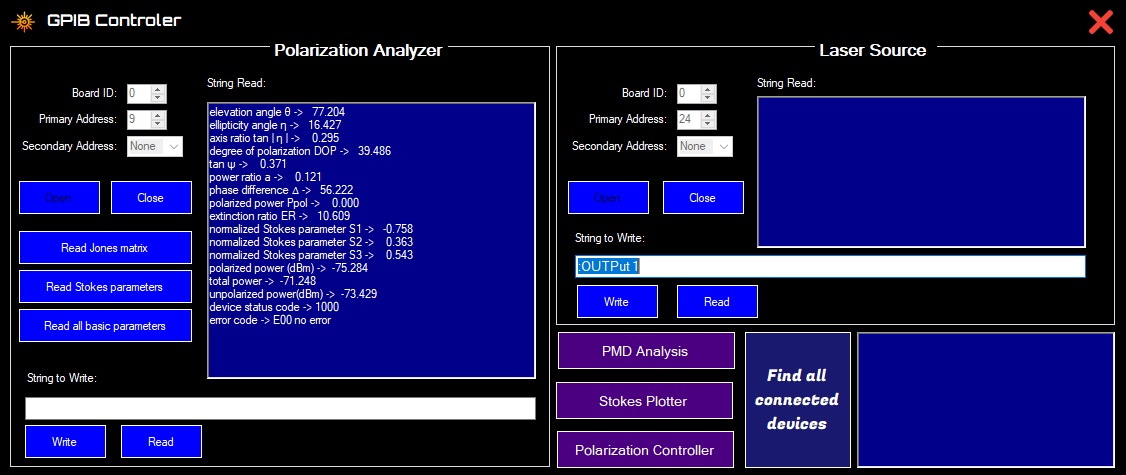 GPIB Controler
Polarization Analyzer
Board ID: 0
Primary Address: 9
Secondary Address: None
Open
Close
Read Jones matrix
Read Stokes parameters
Read all basic parameters
String Read:
elevation angle θ -> 77.204
ellipticity angle η -> 16.427
axis ratio tan | η | -> 0.295
degree of polarization DOP -> 39.486
tan ψ -> 0.371
power ratio a -> 0.121
phase difference Δ -> 56.222
polarized power Ppol -> 0.000
extinction ratio ER -> 10.609
normalized Stokes parameter S1 -> -0.758
normalized Stokes parameter S2 -> 0.363
normalized Stokes parameter S3 -> 0.543
polarized power (dBm) -> -75.284
total power -> -71.248
unpolarized power(dBm) -> -73.429
device status code -> 1000
error code -> E00 no error
String to Write:
Write
Read
Laser Source
Board ID: 0
Primary Address: 24
Secondary Address: None
Open
Close
String Read:
String to Write:
:OUTPut 1
Write
Read
PMD Analysis
Stokes Plotter
Polarization Controller
Find all
connected
devices